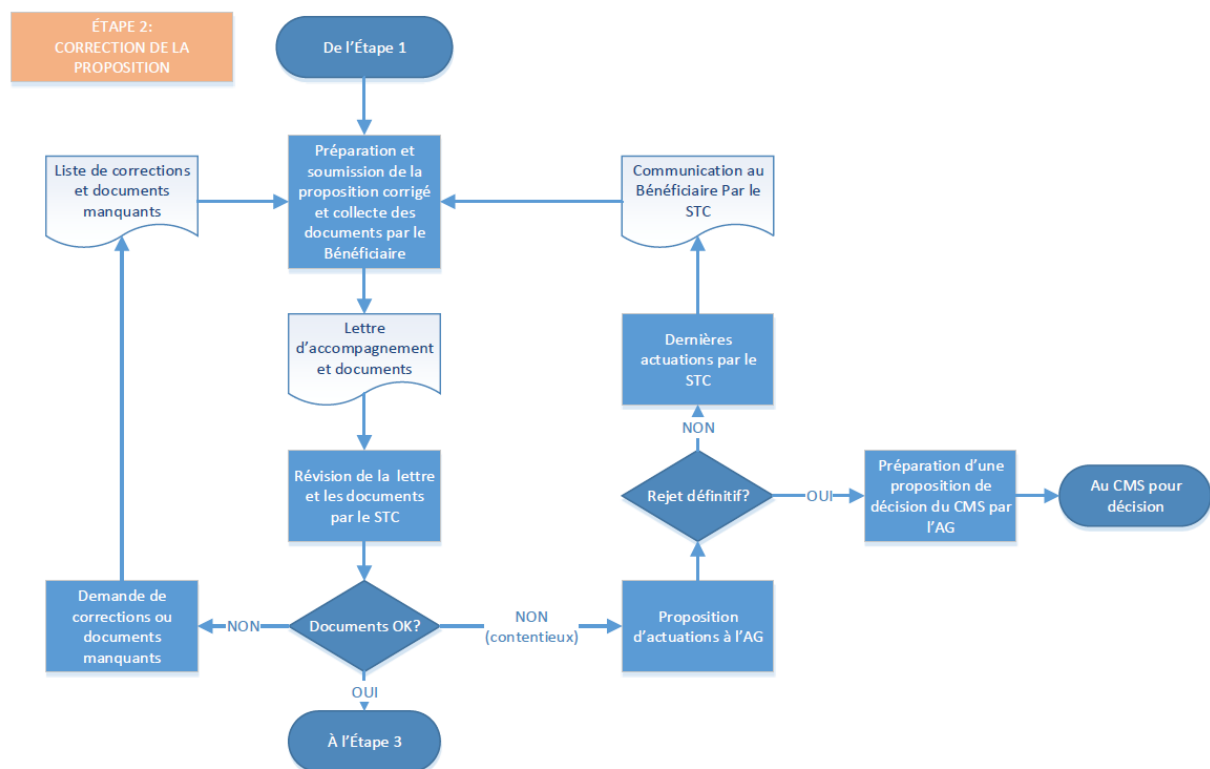 ÉTAPE 2:
CORRECTION DE LA
PROPOSITION
De l'Étape 1
Liste de corrections
et documents
manquants
Préparation et
soumission de la
proposition corrigé
et collecte des
documents par le
Bénéficiaire
Communication au
Bénéficiaire Par le
STC
Lettre
d'accompagnement
et documents
Dernières
actuations par le
STC
NON
Révision de la lettre
et les documents
par le STC
Rejet définitif?
OUI
Préparation d'une
proposition de
décision du CMS par
l'AG
Au CMS pour
décision
Demande de
corrections ou
documents
manquants
NON
Documents OK?
NON
(contentieux)
Proposition
d'actuations à l'AG
OUI
À l'Étape 3